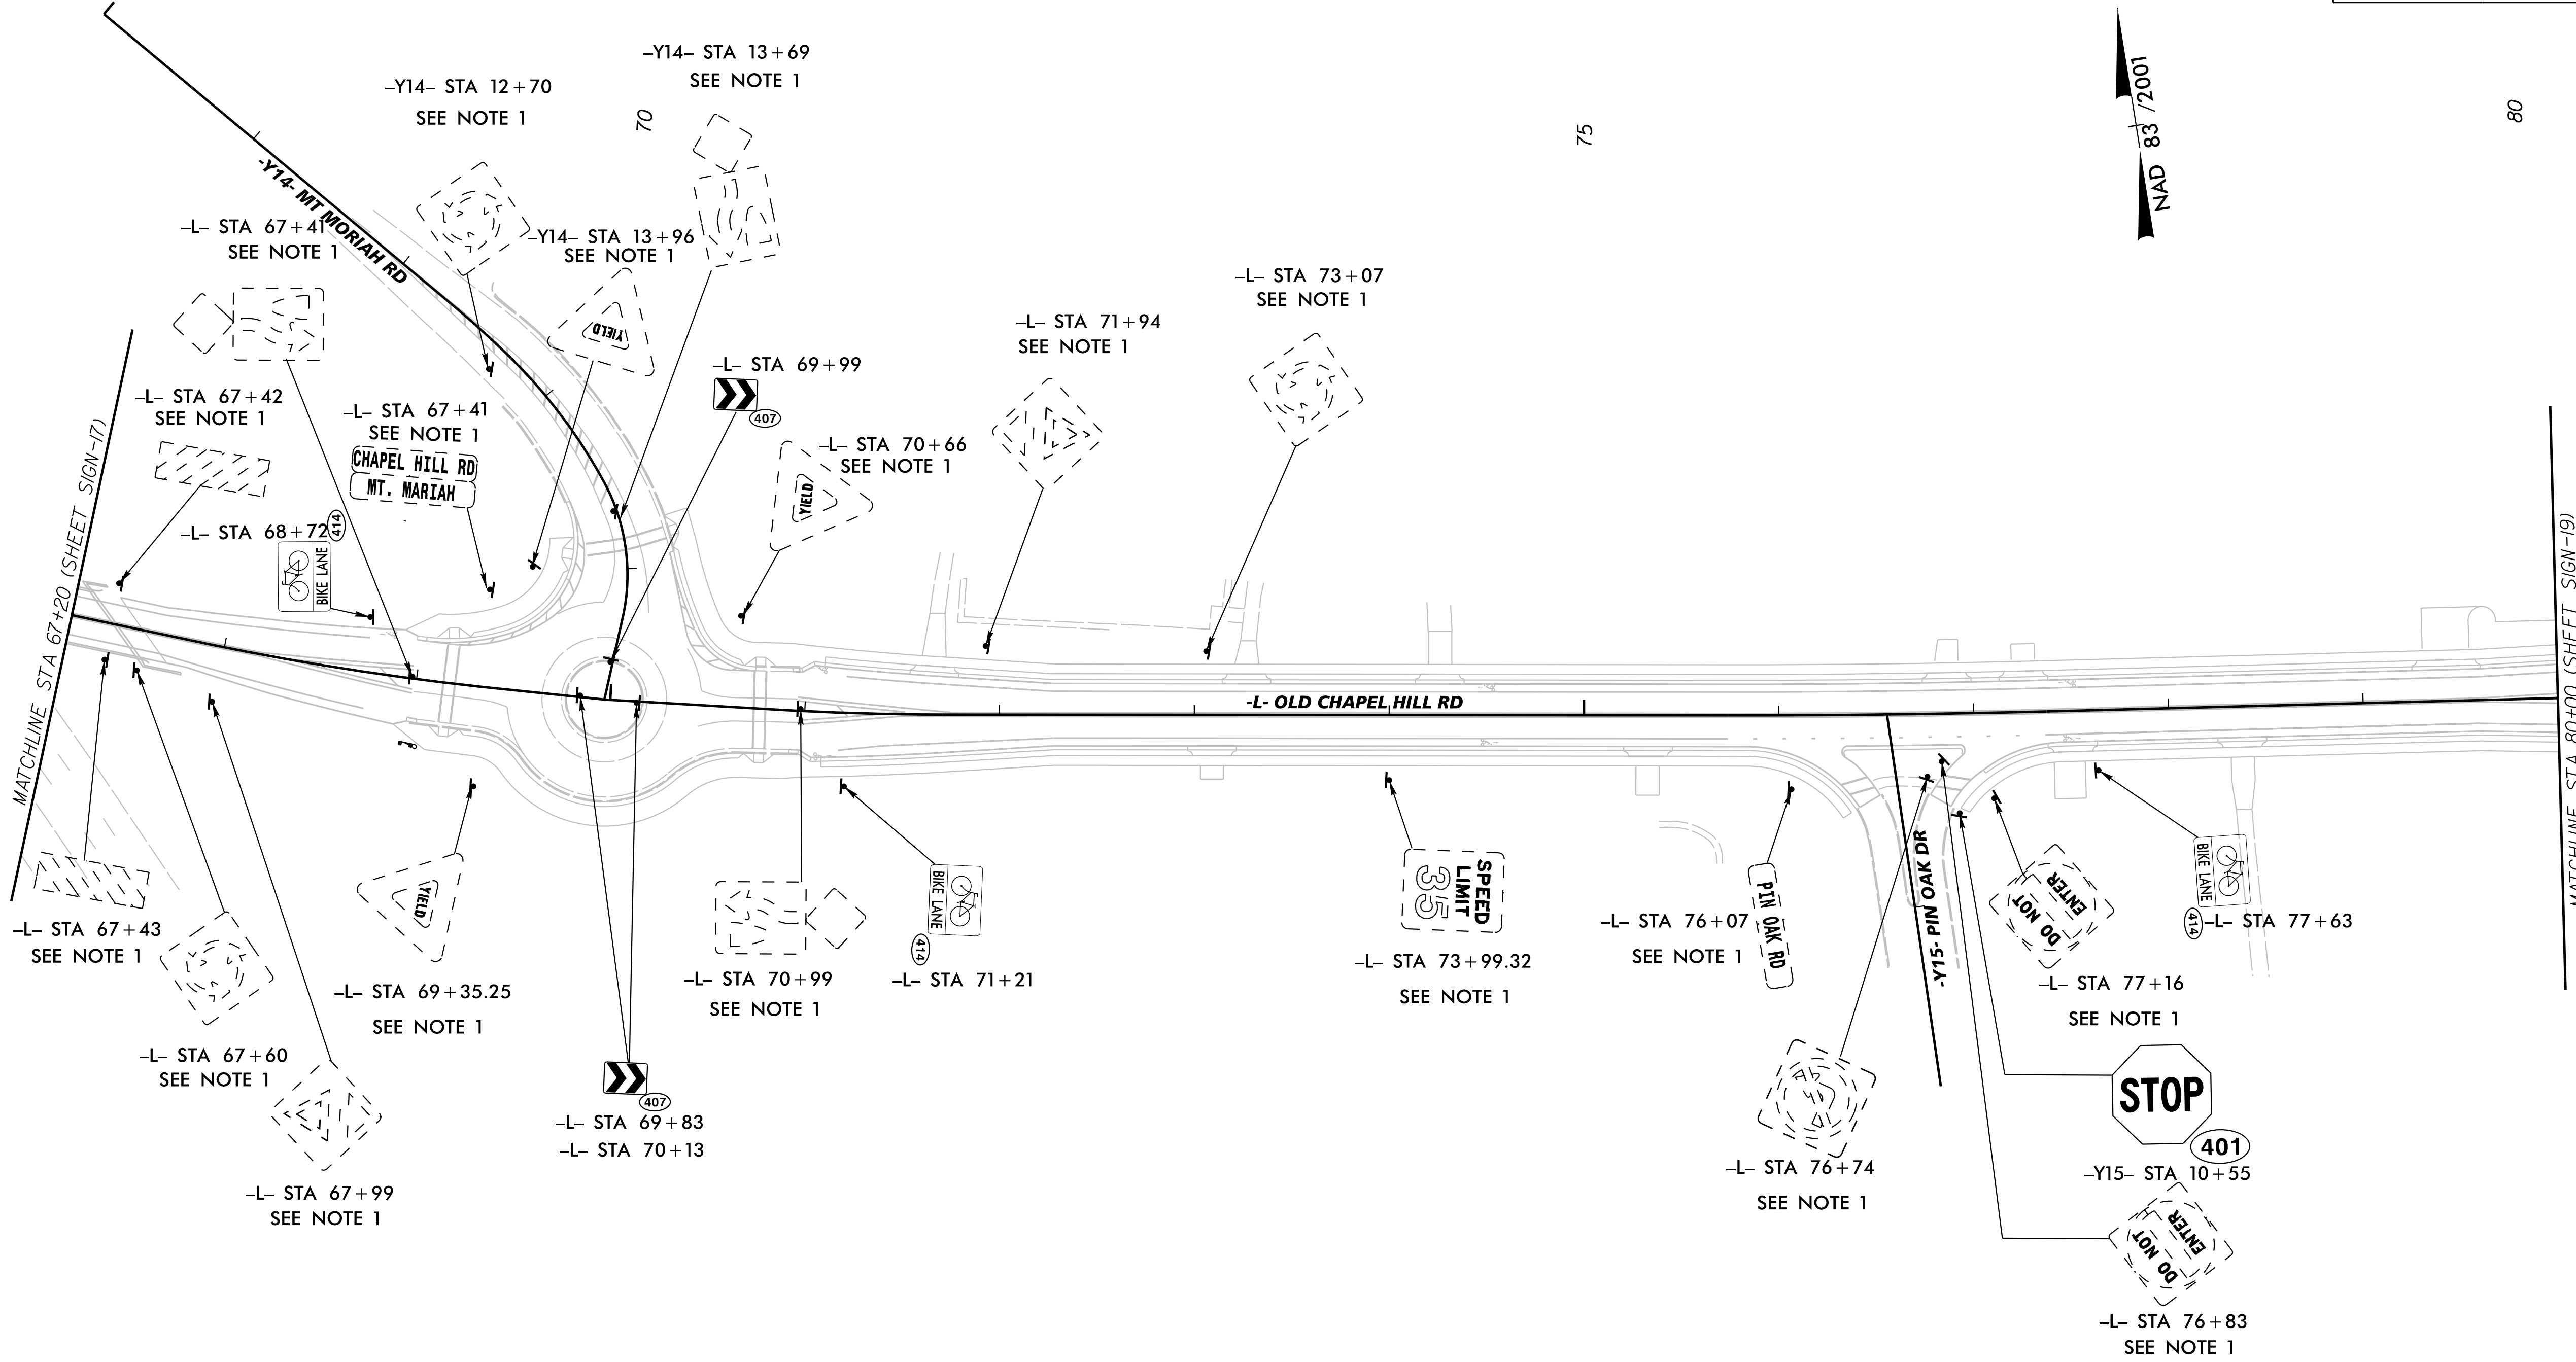 -Y14- STA 13+69
SEE NOTE 1
-Y14- STA 12+70
SEE NOTE 1
70
75
80
NAD 83 /2001
-Y14- MT MORIAH RD
-L- STA 67+41
SEE NOTE 1
-Y14- STA 13+96
SEE NOTE 1
YIELD
-L- STA 73+07
SEE NOTE 1
-L- STA 71+94
SEE NOTE 1
-L- STA 69+99
407
-L- STA 67+42
SEE NOTE 1
-L- STA 67+41
SEE NOTE 1
CHAPEL HILL RD
MT. MARIAH
-L- STA 70+66
SEE NOTE 1
YIELD
-L- STA 68+72
414
BIKE LANE
MATCHLINE STA 67+20 (SHEET SIGN-17)
-L- OLD CHAPEL HILL RD
MATCHLINE STA 80+00 (SHEET SIGN-19)
-L- STA 67+43
SEE NOTE 1
-L- STA 67+60
SEE NOTE 1
-L- STA 67+99
SEE NOTE 1
YIELD
-L- STA 69+35.25
SEE NOTE 1
407
-L- STA 69+83
-L- STA 70+13
-L- STA 70+99
SEE NOTE 1
BIKE LANE
414
-L- STA 71+21
SPEED
LIMIT
35
-L- STA 73+99.32
SEE NOTE 1
-L- STA 76+07
SEE NOTE 1
PIN OAK RD
-Y15- PIN OAK DR
-L- STA 76+74
SEE NOTE 1
DO NOT
ENTER
-L- STA 77+16
SEE NOTE 1
BIKE LANE
414
-L- STA 77+63
STOP
401
-Y15- STA 10+55
DO NOT
ENTER
-L- STA 76+83
SEE NOTE 1